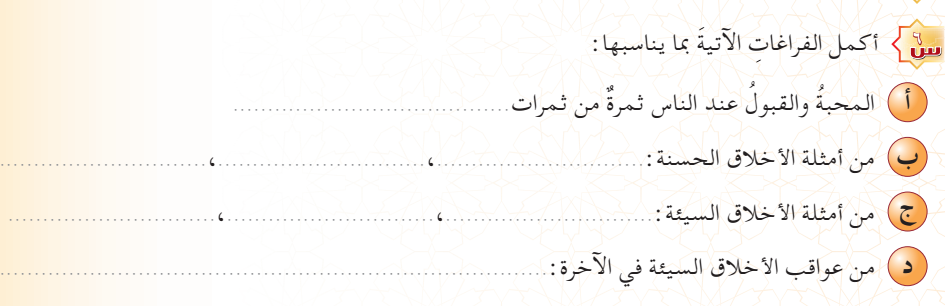 س٦ أكمل الفراغاتِ الآتيةَ بما يناسبها:
أ المحبةُ والقبولُ عند الناس ثمرةٌ من ثمرات ......................................
ب من أمثلة الأخلاق الحسنة: ............................، ............................، ............................
ج من أمثلة الأخلاق السيئة: ............................، ............................، ............................
د من عواقب الأخلاق السيئة في الآخرة: ........................................................................